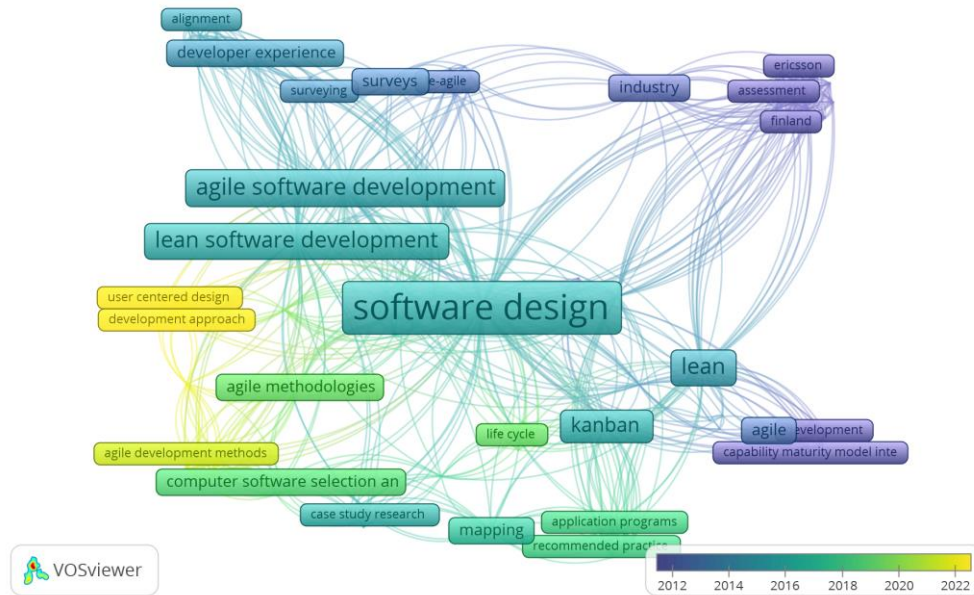 alignment
developer experience
surveying
surveys
e-agile
industry
ericsson
assessment
finland
agile software development
lean software development
user centered design
development approach
software design
lean
agile methodologies
kanban
life cycle
agile
evelopment
capability maturity model inte
agile development methods
computer software selection an
case study research
mapping
application programs
recommended practice
VOSviewer
2012 2014 2016 2018 2020 2022